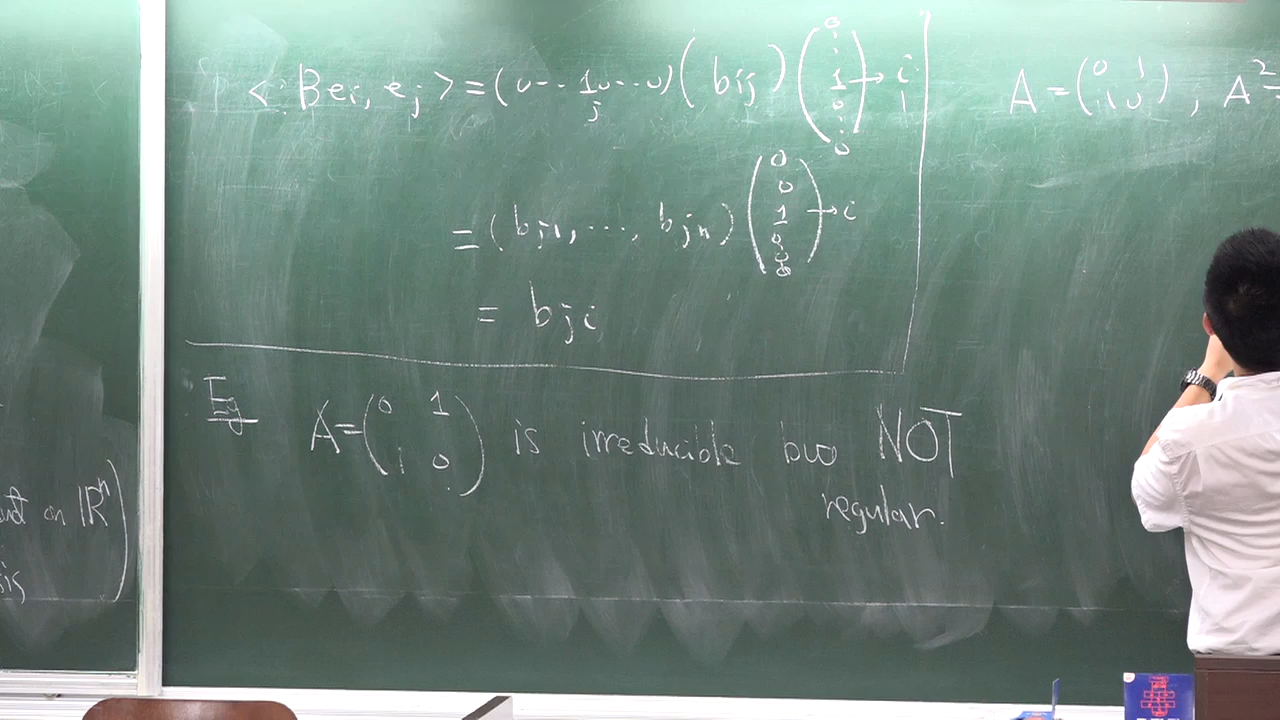 < Bei, ej > = (0 ... 1 0 ... 0) (bij) (0 ⋮ 1 0 ⋮ 0) → i
j
= (bj1, ..., bjn) (0 0 1 0 0 0) → i
= bji
Eg A = (0 1
1 0) is irreducible but NOT
regular.
A = (0 1
1 0), A² =
on ℝⁿ)